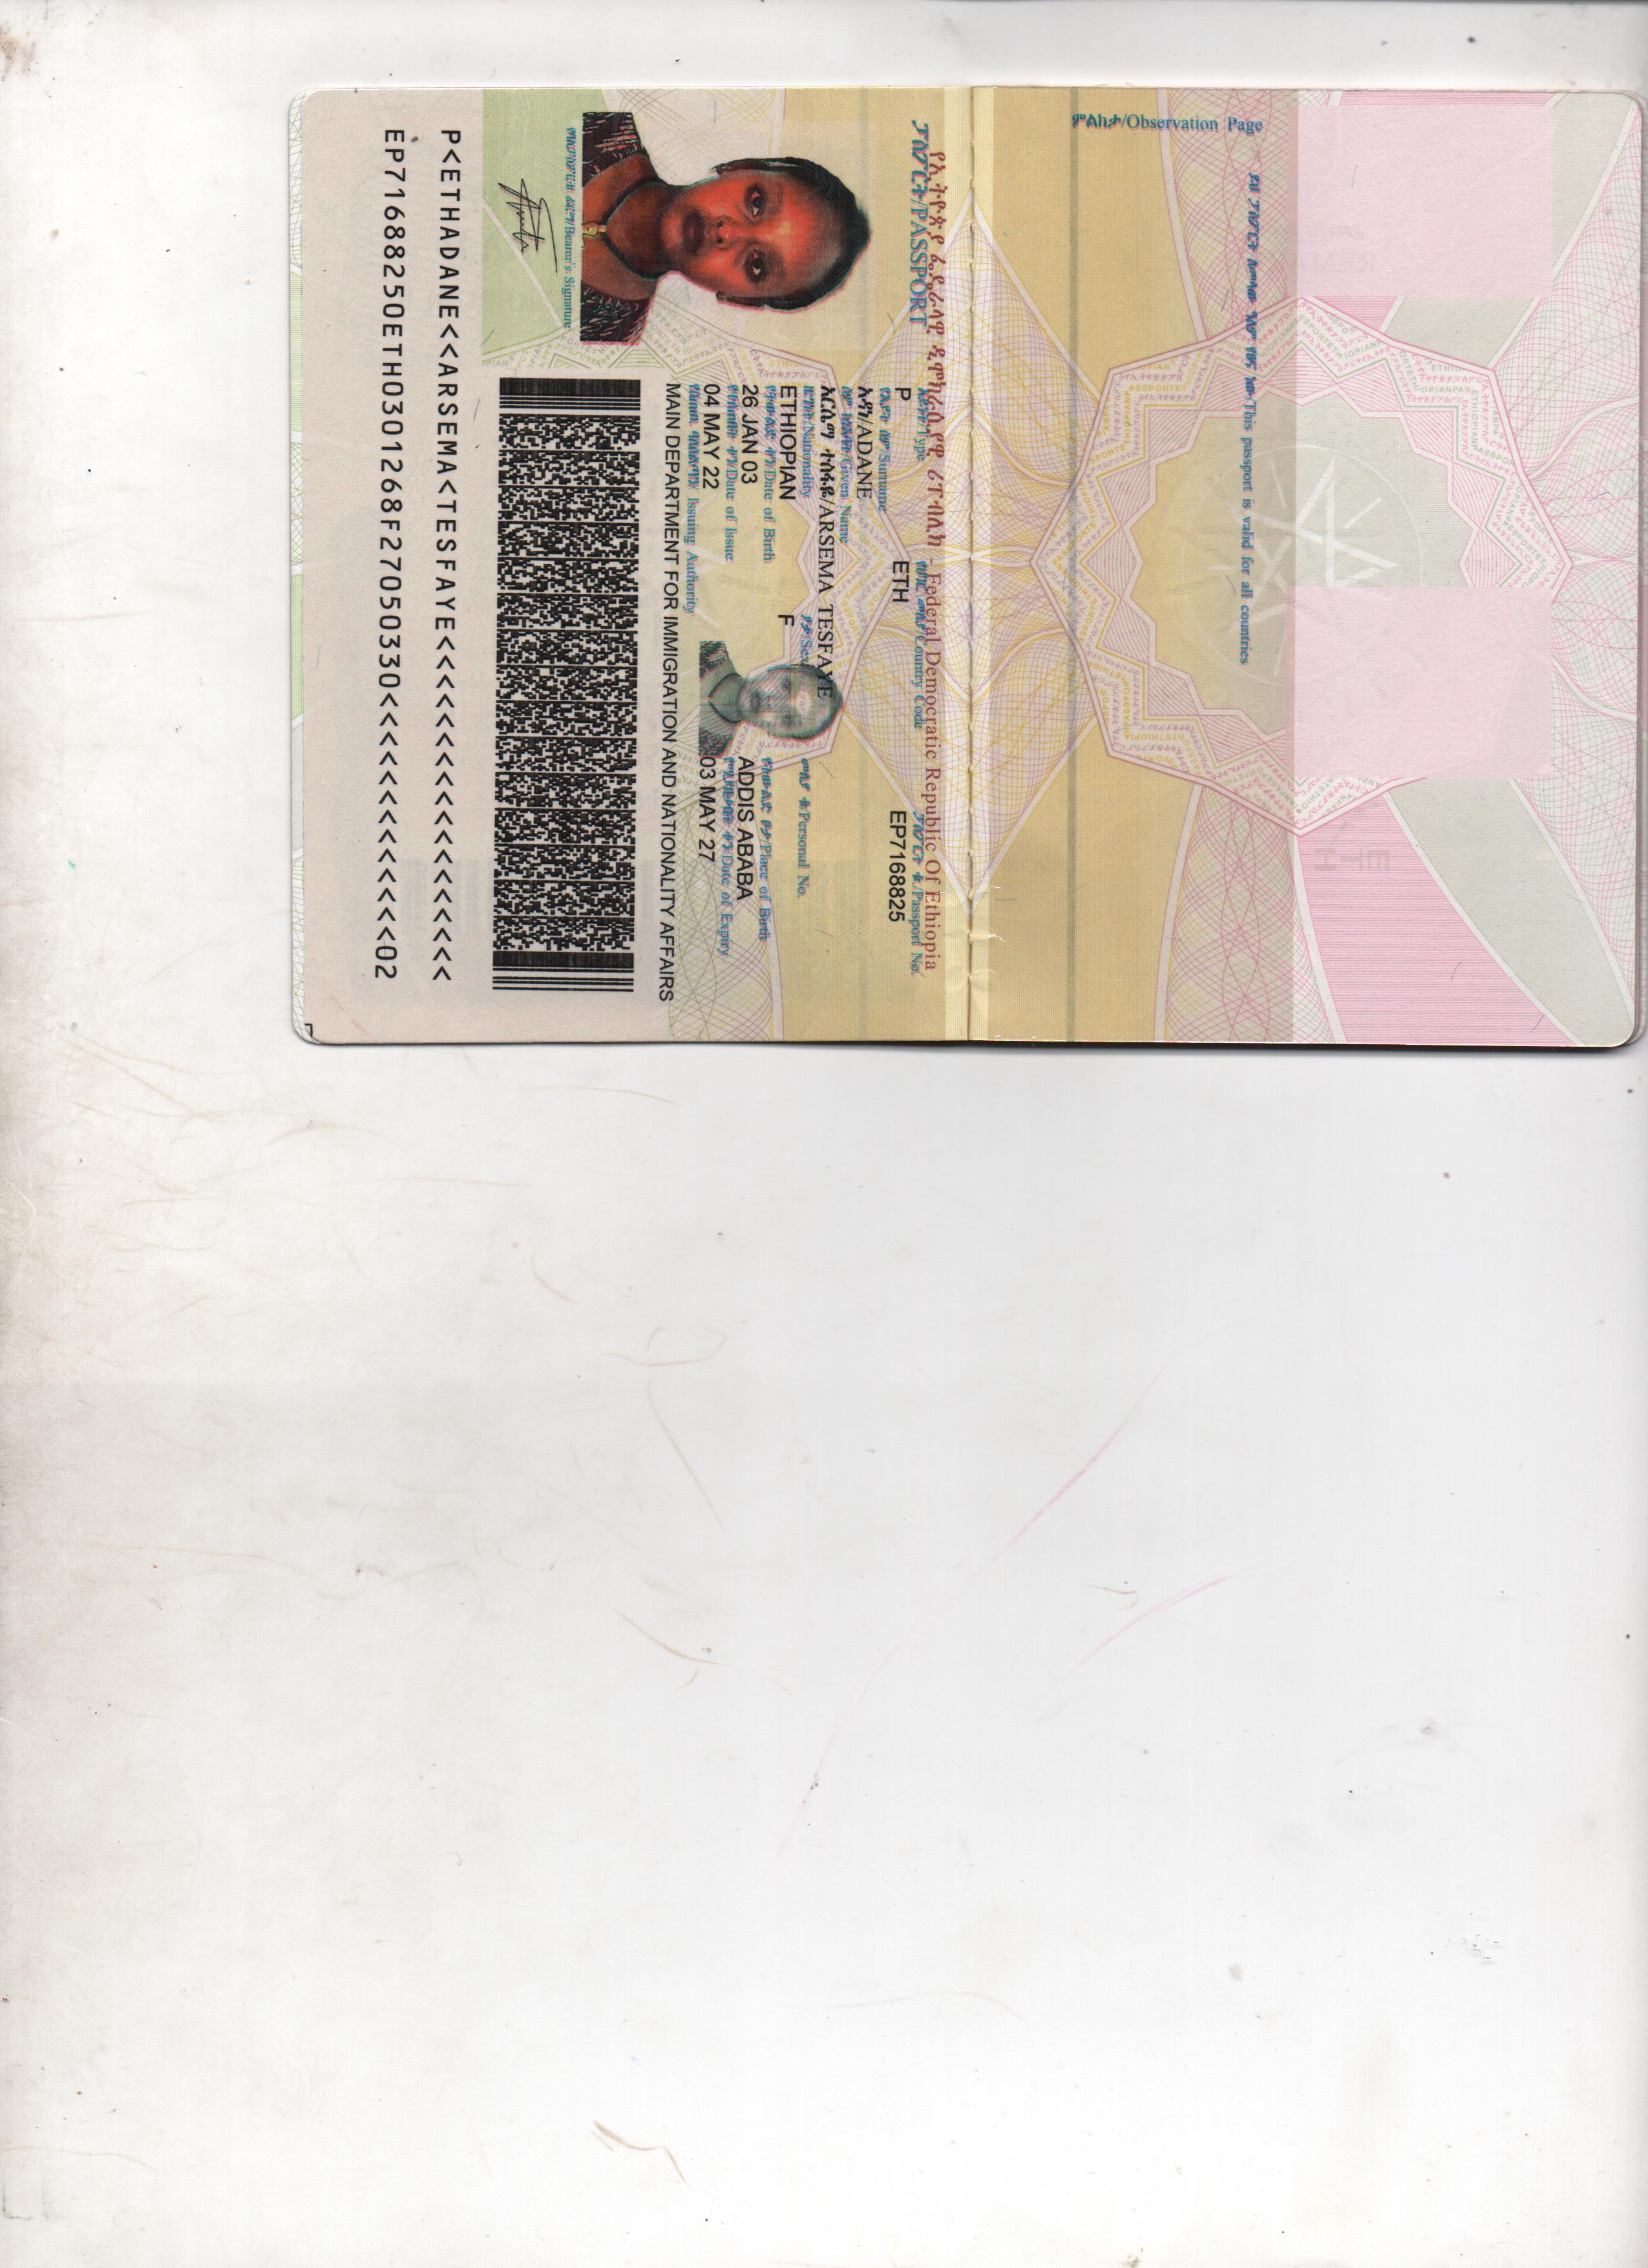 ይህ ፓስፖርት ለመላው ዓለም የፀና ነው/This passport is valid for all countries
ምልከታ/Observation Page
የኢትዮጵያ ፌዴራላዊ ዲሞክራሲያዊ ሪፐብሊክ - Federal Democratic Republic Of Ethiopia
ፓስፖርት/PASSPORT
ዓይነት/Type
የሀገር መለያ/Country Code
ፓስፖርት ቁ./Passport No.
P
ETH
EP7168825
የአያት ስም/Surname
አዳነ/ADANE
ስም ከነአባት/Given Name
አርሴማ ተስፋዬ/ARSEMA TESFAYE
ዜግነት/Nationality
ፆታ/Sex
መለያ ቁ/Personal No.
ETHIOPIAN
F
የትውልድ ቀን/Date of Birth
የትውልድ ቦታ/Place of Birth
26 JAN 03
ADDIS ABABA
የተሰጠበት ቀን/Date of Issue
የሚያበቃበት ቀን/Date of Expiry
04 MAY 22
03 MAY 27
የሰጠው ባለስልጣን/ Issuing Authority
MAIN DEPARTMENT FOR IMMIGRATION AND NATIONALITY AFFAIRS
የባለፓስፖርቱ ፊርማ/Bearer's Signature
P<ETHADANE<<ARSEMA<TESFAYE<<<<<<<<<<<<<<<<<<
EP71688250ETH0301268F27050330<<<<<<<<<<<<<02